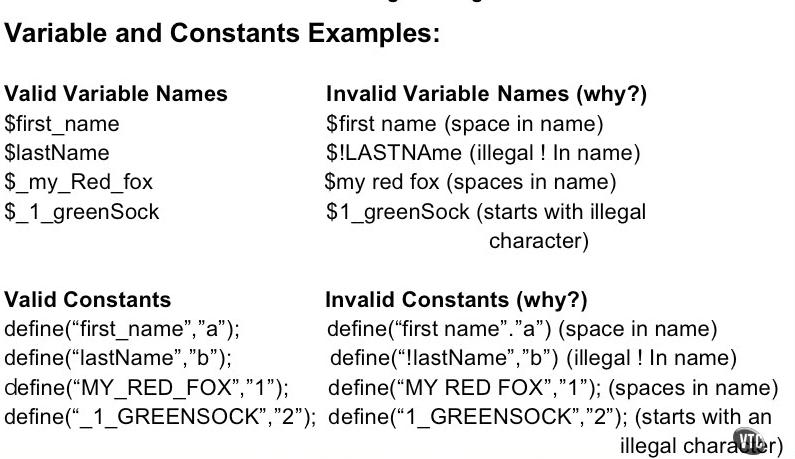 Variable and Constants Examples:
Valid Variable Names Invalid Variable Names (why?)
$first_name $first name (space in name)
$lastName $!LASTNAme (illegal ! In name)
$_my_Red_fox $my red fox (spaces in name)
$_1_greenSock $1_greenSock (starts with illegal
character)
Valid Constants Invalid Constants (why?)
define(“first_name”,”a”); define(“first name”.”a”) (space in name)
define(“lastName”,”b”); define(“!lastName”,”b”) (illegal ! In name)
define(“MY_RED_FOX”,”1”); define(“MY RED FOX”,”1”); (spaces in name)
define(“_1_GREENSOCK”,”2”); define(“1_GREENSOCK”,”2”); (starts with an
illegal character)
VTC